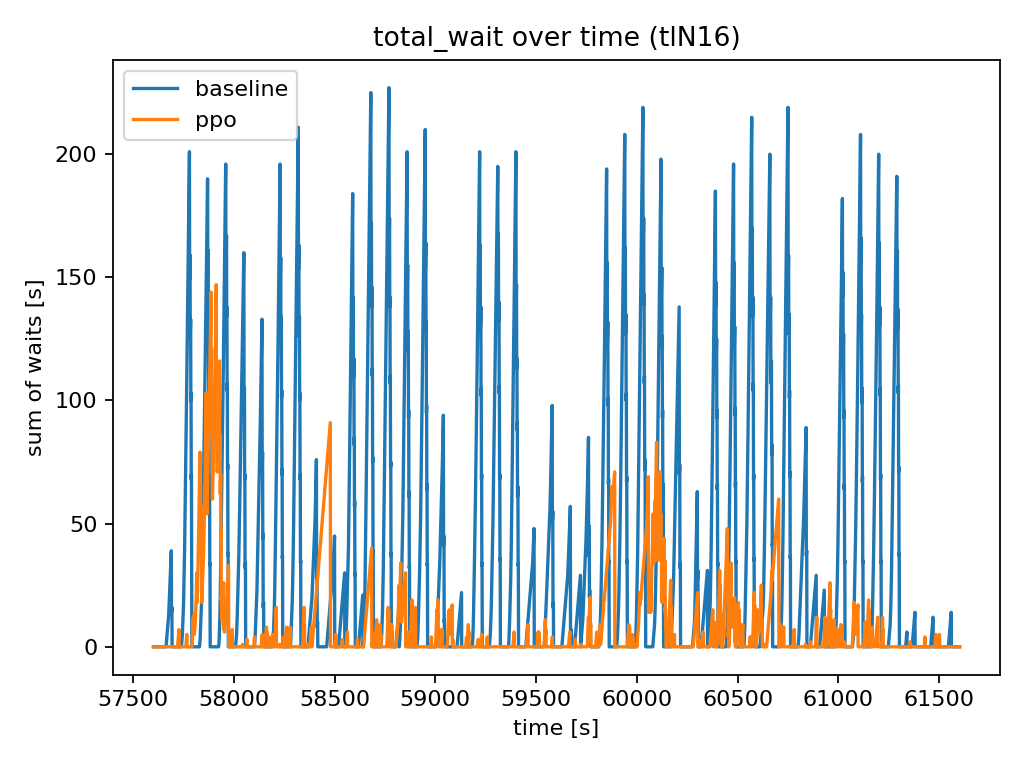 total_wait over time (tlN16)
baseline
ppo
200
150
100
50
0
sum of waits [s]
57500 58000 58500 59000 59500 60000 60500 61000 61500
time [s]